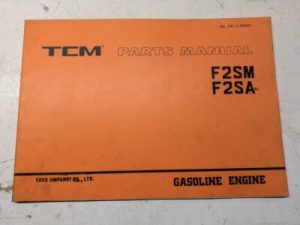 TCM PARTS MANUAL
F2SM
F2SA
TOYO UMPANKI CO., LTD.
GASOLINE ENGINE